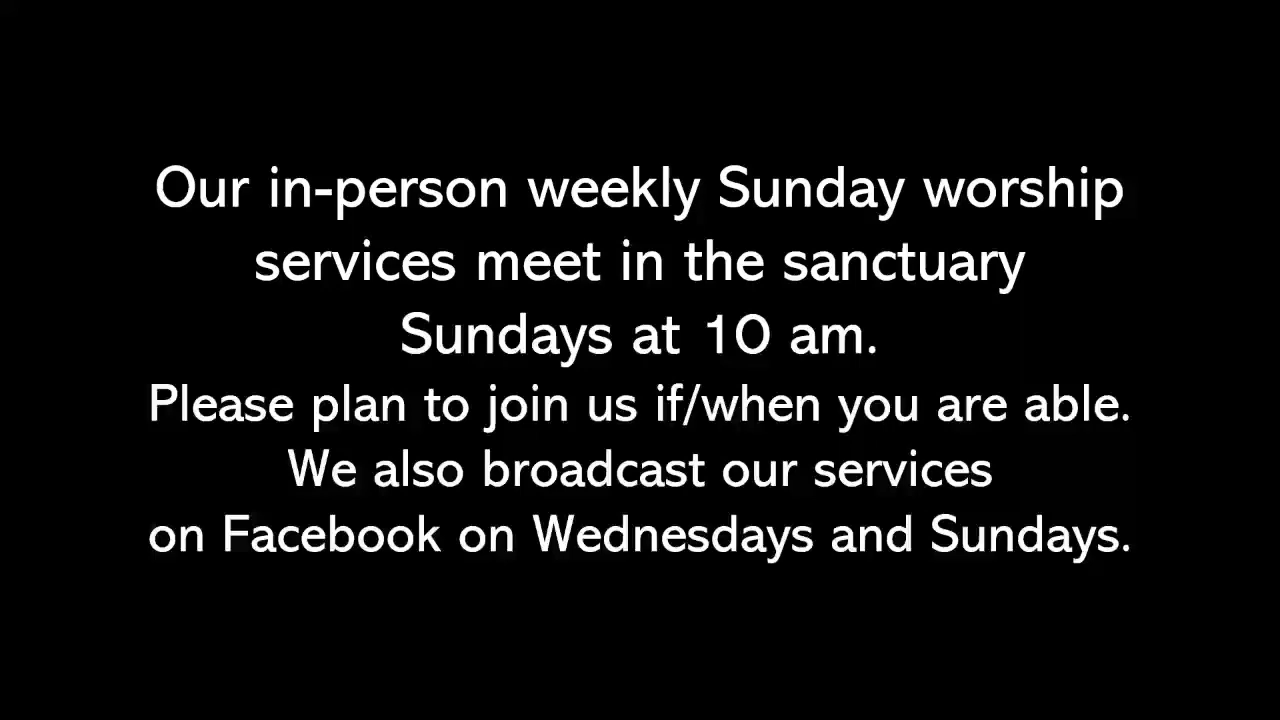 Our in-person weekly Sunday worship
services meet in the sanctuary
Sundays at 10 am.
Please plan to join us if/when you are able.
We also broadcast our services
on Facebook on Wednesdays and Sundays.